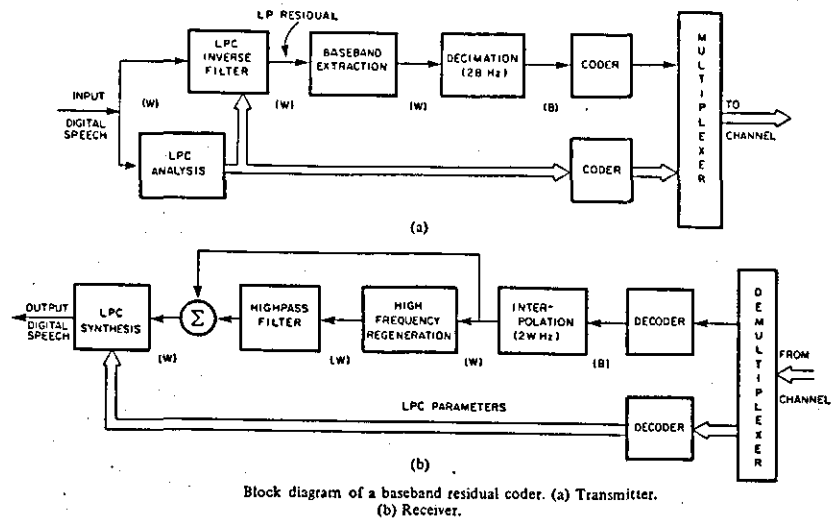 LP RESIDUAL
LPC
INVERSE
FILTER
BASEBAND
EXTRACTION
DECIMATION
(2B Hz)
CODER
INPUT
DIGITAL
SPEECH
(W)
(W)
(W)
(B)
LPC
ANALYSIS
CODER
MULTIPLEXER
TO
CHANNEL
(a)
OUTPUT
DIGITAL
SPEECH
LPC
SYNTHESIS
(W)
Σ
HIGHPASS
FILTER
(W)
HIGH
FREQUENCY
REGENERATION
(W)
INTER-
POLATION
(2W Hz)
(B)
DECODER
DEMULTIPLEXER
FROM
CHANNEL
LPC PARAMETERS
DECODER
(b)
Block diagram of a baseband residual coder. (a) Transmitter.
(b) Receiver.